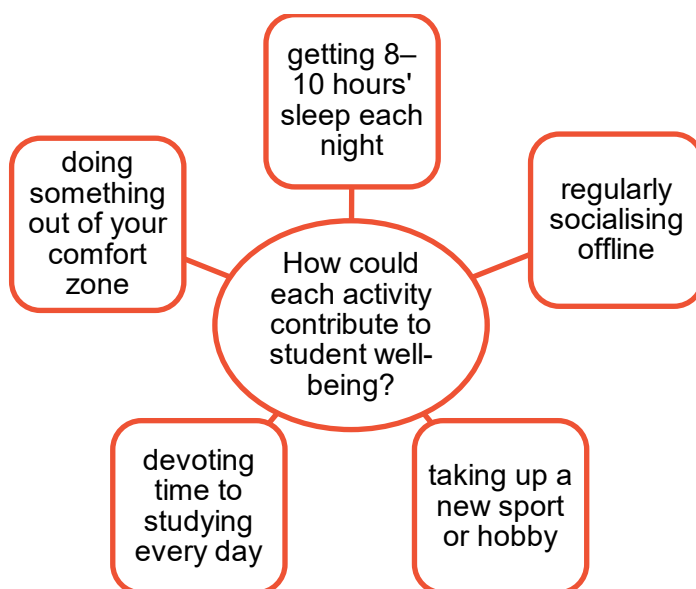 getting 8–
10 hours'
sleep each
night
doing
something
out of your
comfort
zone
regularly
socialising
offline
How could
each activity
contribute to
student well-
being?
devoting
time to
studying
every day
taking up a
new sport
or hobby